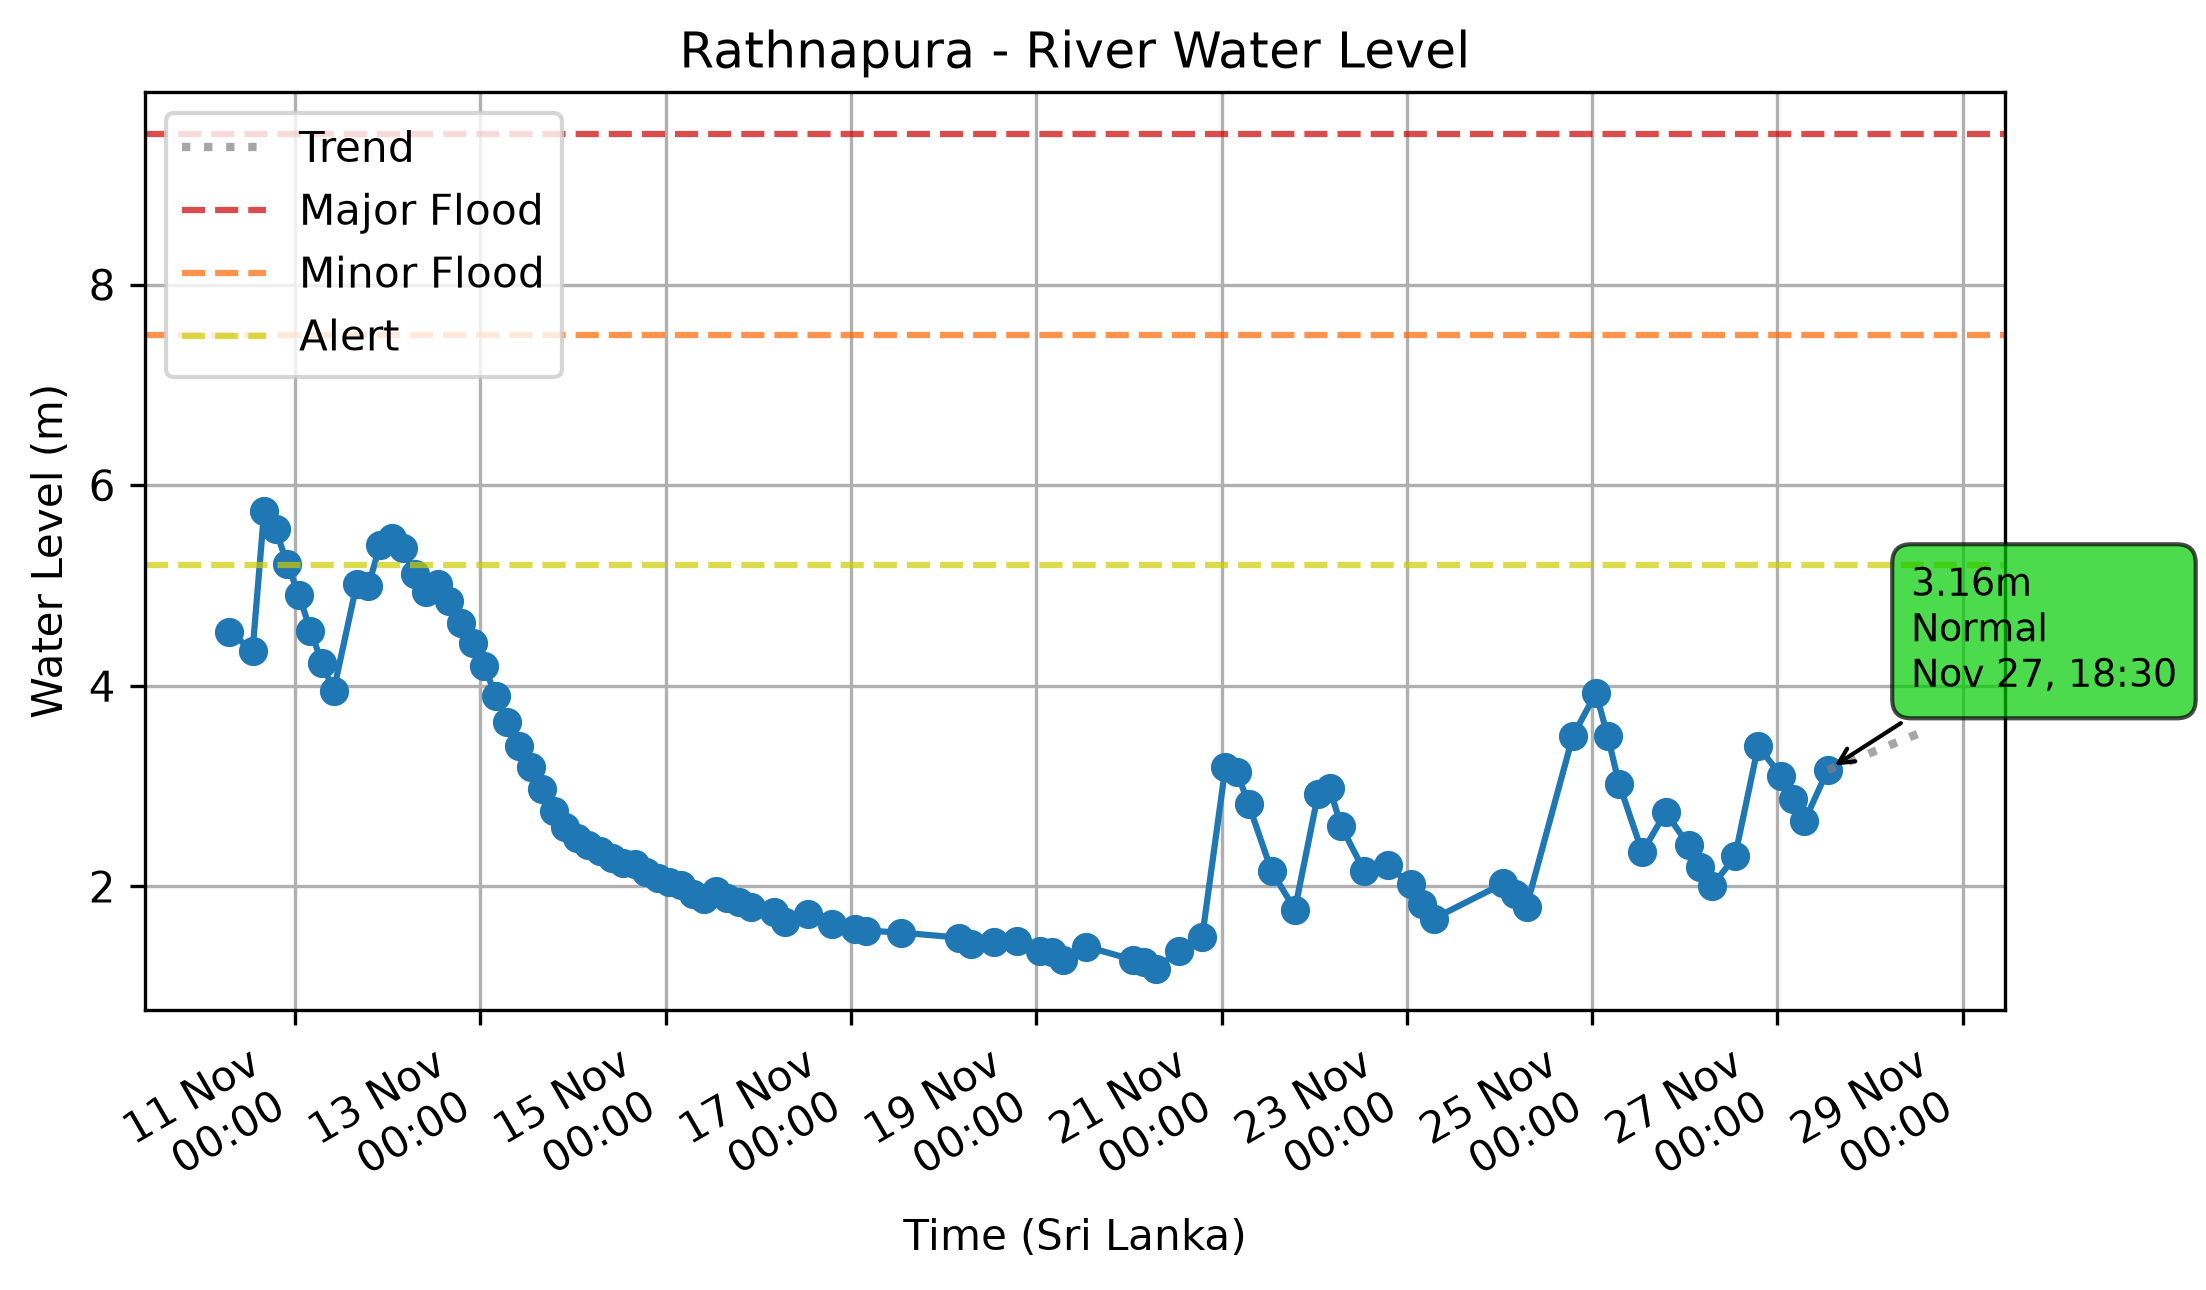 Rathnapura - River Water Level
Trend
Major Flood
Minor Flood
Alert
8
6
4
2
Water Level (m)
3.16m
Normal
Nov 27, 18:30
11 Nov
00:00
13 Nov
00:00
15 Nov
00:00
17 Nov
00:00
19 Nov
00:00
21 Nov
00:00
23 Nov
00:00
25 Nov
00:00
27 Nov
00:00
29 Nov
00:00
Time (Sri Lanka)